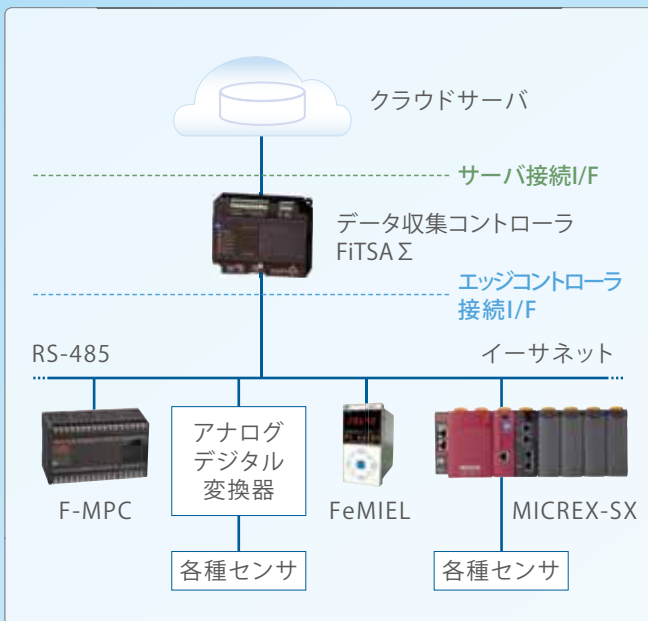 クラウドサーバ
サーバ接続I/F
データ収集コントローラ
FiTSAΣ
エッジコントローラ
接続I/F
RS-485
イーサネット
アナログ
デジタル
変換器
F-MPC
FeMIEL
MICREX-SX
各種センサ
各種センサ